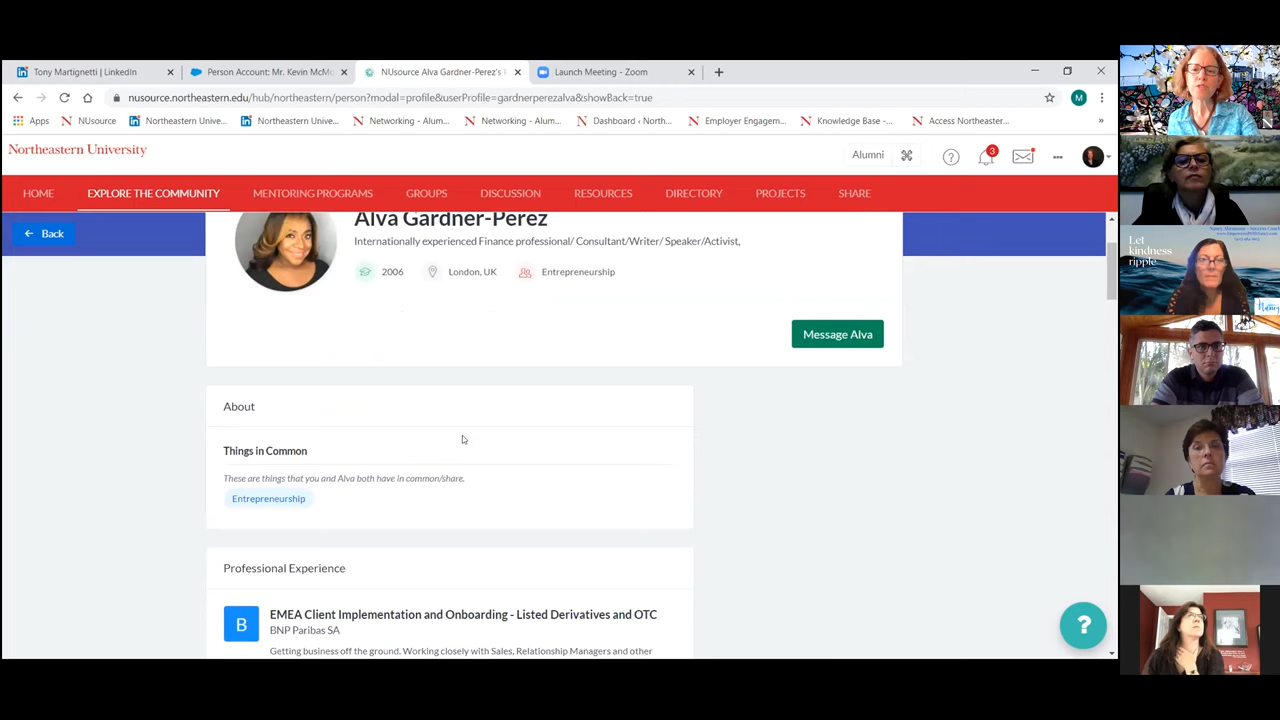 Tony Martignetti | LinkedIn
Person Account: Mr. Kevin McM
NUsource Alva Gardner-Perez's
Launch Meeting - Zoom
nusource.northeastern.edu/hub/northeastern/person?modal=profile&userProfile=gardnerperezalva&showBack=true
M
Apps
NUsource
Northeastern Unive...
Northeastern Unive...
Networking - Alum...
Networking - Alum...
Dashboard ‹ North...
Employer Engagem...
Knowledge Base -...
Access Northeaster...
»
Northeastern University
Alumni
?
3
HOME
EXPLORE THE COMMUNITY
MENTORING PROGRAMS
GROUPS
DISCUSSION
RESOURCES
DIRECTORY
PROJECTS
SHARE
← Back
Alva Gardner-Perez
Internationally experienced Finance professional/ Consultant/Writer/ Speaker/Activist,
2006
London, UK
Entrepreneurship
Message Alva
About
Things in Common
These are things that you and Alva both have in common/share.
Entrepreneurship
Professional Experience
B
EMEA Client Implementation and Onboarding - Listed Derivatives and OTC
BNP Paribas SA
Getting business off the ground. Working closely with Sales, Relationship Managers and other
?
N
Let
kindness
ripple